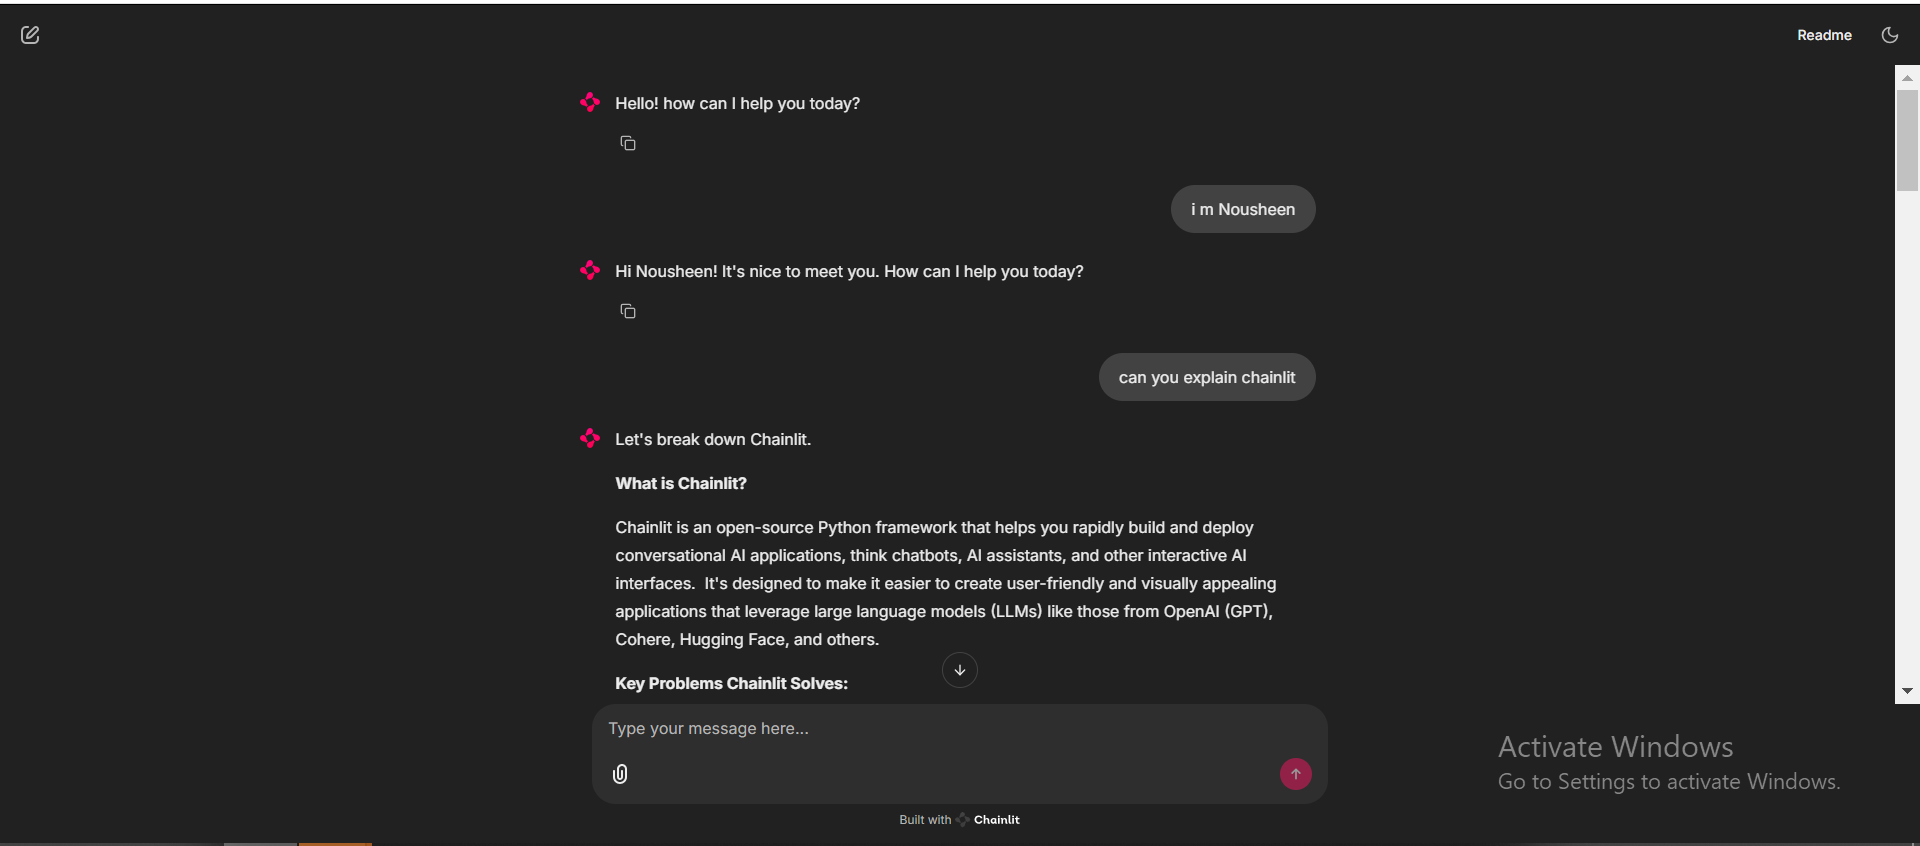 Readme
Hello! how can I help you today?
i m Nousheen
Hi Nousheen! It's nice to meet you. How can I help you today?
can you explain chainlit
Let's break down Chainlit.
What is Chainlit?
Chainlit is an open-source Python framework that helps you rapidly build and deploy
conversational AI applications, think chatbots, AI assistants, and other interactive AI
interfaces.  It's designed to make it easier to create user-friendly and visually appealing
applications that leverage large language models (LLMs) like those from OpenAI (GPT),
Cohere, Hugging Face, and others.
Key Problems Chainlit Solves:
Type your message here...
Activate Windows
Go to Settings to activate Windows.
Built with Chainlit